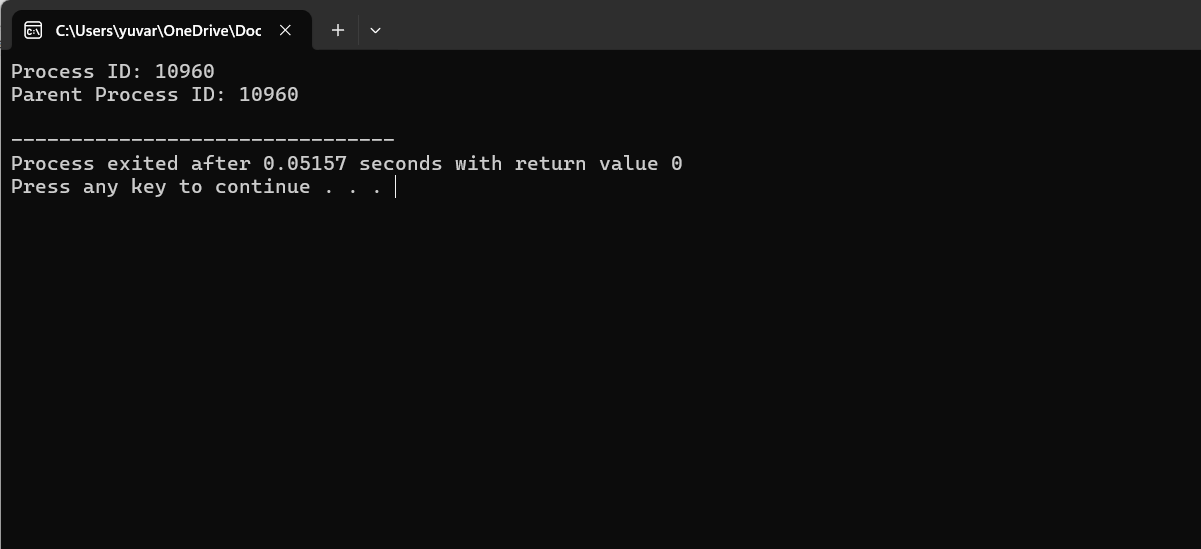 C:\Users\yuvar\OneDrive\Doc
Process ID: 10960
Parent Process ID: 10960
--------------------------------
Process exited after 0.05157 seconds with return value 0
Press any key to continue . . .